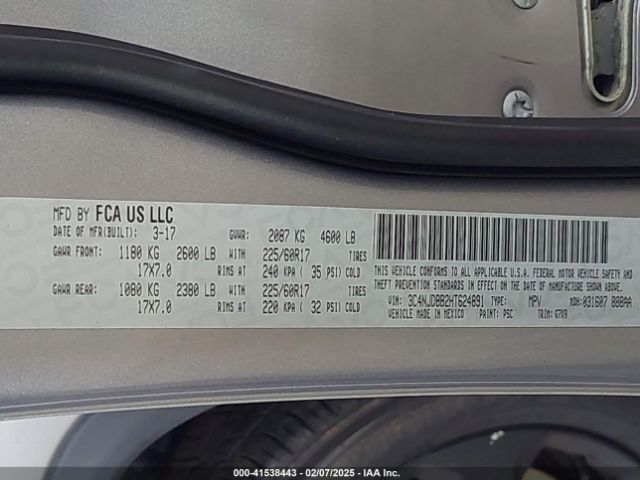 MFD BY FCA US LLC
DATE OF MFR(BUILT): 3-17 GVWR: 2087 KG 4600 LB
GAWR FRONT: 1180 KG 2600 LB 225/60R17 TIRES
17X7.0 RIMS AT 240 KPA ( 35 PSI) COLD
GAWR REAR: 1080 KG 2380 LB 225/60R17 TIRES
17X7.0 RIMS AT 220 KPA ( 32 PSI) COLD
THIS VEHICLE CONFORMS TO ALL APPLICABLE U.S.A. FEDERAL MOTOR VEHICLE SAFETY AND
THEFT PREVENTION STANDARDS IN EFFECT ON THE DATE OF MANUFACTURE SHOWN ABOVE.
VIN: 3C4NJDBB2HT624891 TYPE: MPV MDH: 031607 BBBAA
VEHICLE MADE IN MEXICO PAINT: PSC TRIM: G7X9
000-41538443 - 02/07/2025 - IAA Inc.